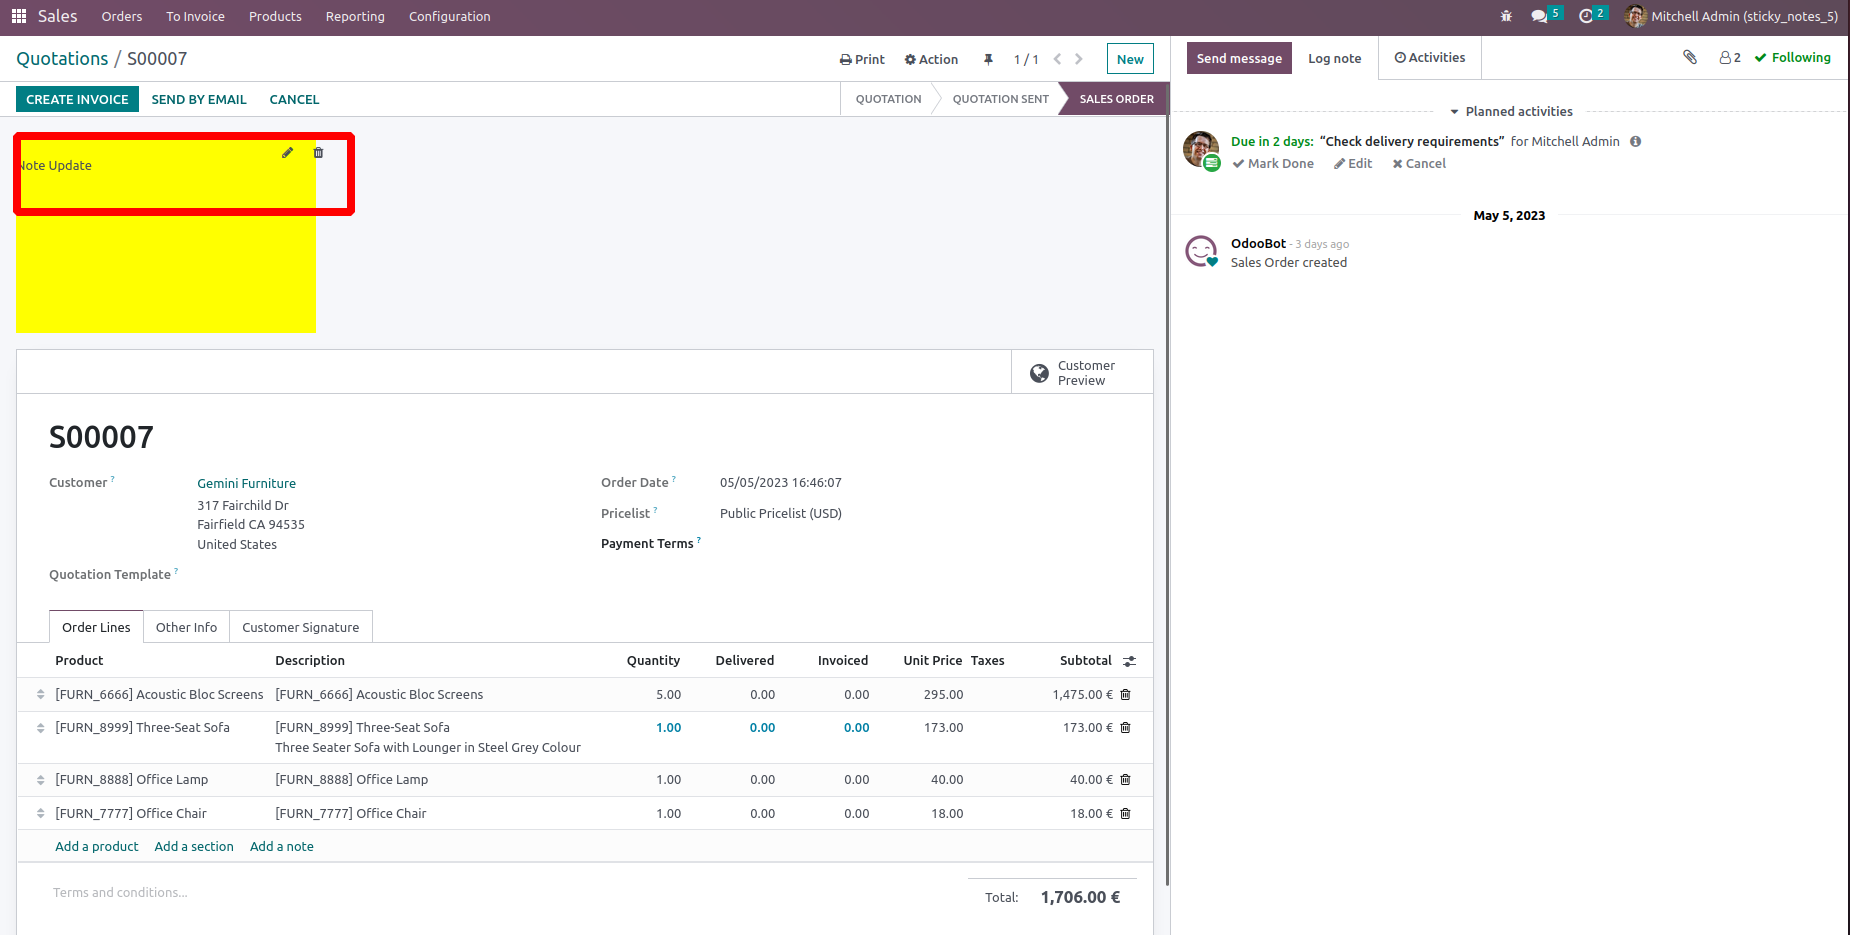 Sales Orders To Invoice Products Reporting Configuration 5 2 Mitchell Admin (sticky_notes_5)
Quotations / S00007 Print Action 1 / 1 New
CREATE INVOICE SEND BY EMAIL CANCEL QUOTATION QUOTATION SENT SALES ORDER
Note Update
Customer
Preview
S00007
Customer ? Gemini Furniture
317 Fairchild Dr
Fairfield CA 94535
United States
Order Date ? 05/05/2023 16:46:07
Pricelist ? Public Pricelist (USD)
Payment Terms ?
Quotation Template ?
Order Lines Other Info Customer Signature
Product Description Quantity Delivered Invoiced Unit Price Taxes Subtotal
[FURN_6666] Acoustic Bloc Screens [FURN_6666] Acoustic Bloc Screens 5.00 0.00 0.00 295.00 1,475.00 €
[FURN_8999] Three-Seat Sofa [FURN_8999] Three-Seat Sofa 1.00 0.00 0.00 173.00 173.00 €
Three Seater Sofa with Lounger in Steel Grey Colour
[FURN_8888] Office Lamp [FURN_8888] Office Lamp 1.00 0.00 0.00 40.00 40.00 €
[FURN_7777] Office Chair [FURN_7777] Office Chair 1.00 0.00 0.00 18.00 18.00 €
Add a product Add a section Add a note
Terms and conditions...
Total: 1,706.00 €
Send message Log note Activities 2 Following
Planned activities
Due in 2 days: “Check delivery requirements” for Mitchell Admin
Mark Done Edit Cancel
May 5, 2023
OdooBot - 3 days ago
Sales Order created